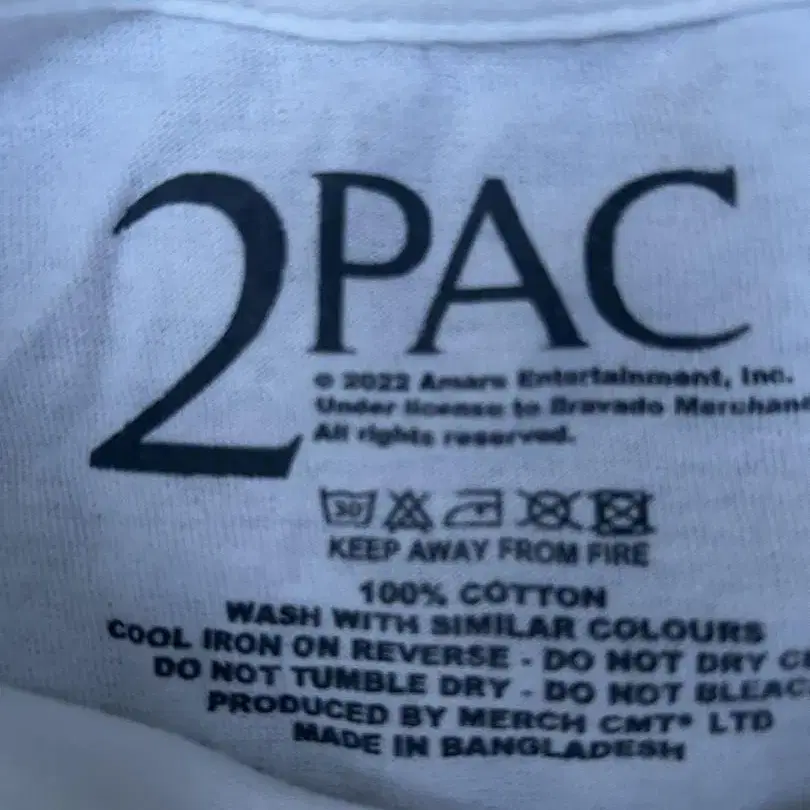 2PAC
© 2022 Amaru Entertainment, Inc.
Under license to Bravado
All rights reserved.
30
KEEP AWAY FROM FIRE
100% COTTON
WASH WITH SIMILAR COLOURS
COOL IRON ON REVERSE - DO NOT DRY
DO NOT TUMBLE DRY - DO NOT
PRODUCED BY MERCH CMT® LTD
MADE IN BANGLADESH